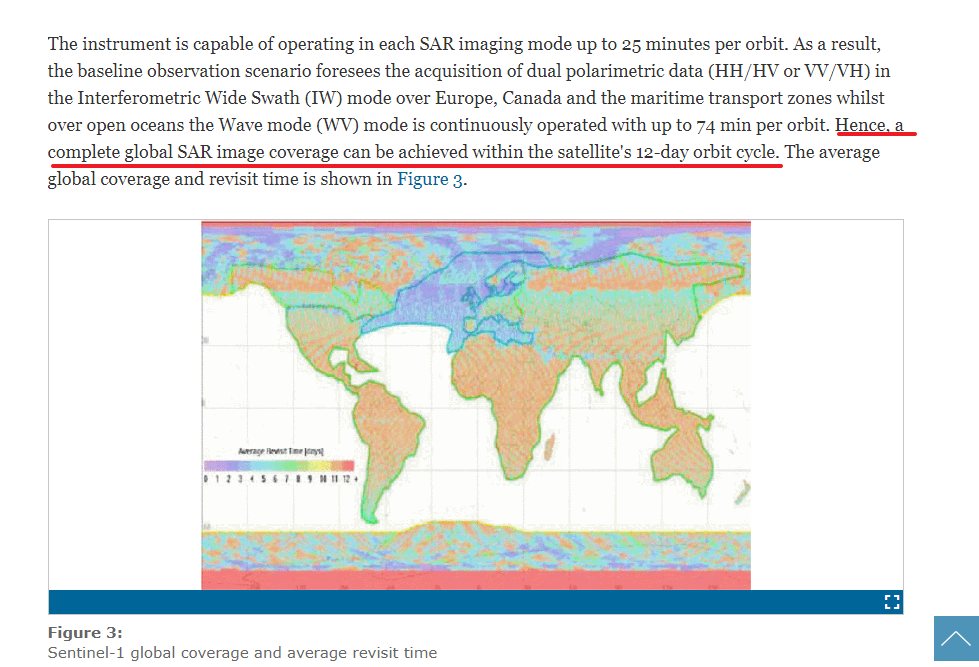 The instrument is capable of operating in each SAR imaging mode up to 25 minutes per orbit. As a result,
the baseline observation scenario foresees the acquisition of dual polarimetric data (HH/HV or VV/VH) in
the Interferometric Wide Swath (IW) mode over Europe, Canada and the maritime transport zones whilst
over open oceans the Wave mode (WV) mode is continuously operated with up to 74 min per orbit. Hence, a
complete global SAR image coverage can be achieved within the satellite's 12-day orbit cycle. The average
global coverage and revisit time is shown in Figure 3.
Average Revisit Time [days]
0 1 2 3 4 5 6 7 8 9 10 11 12 +
Figure 3:
Sentinel-1 global coverage and average revisit time